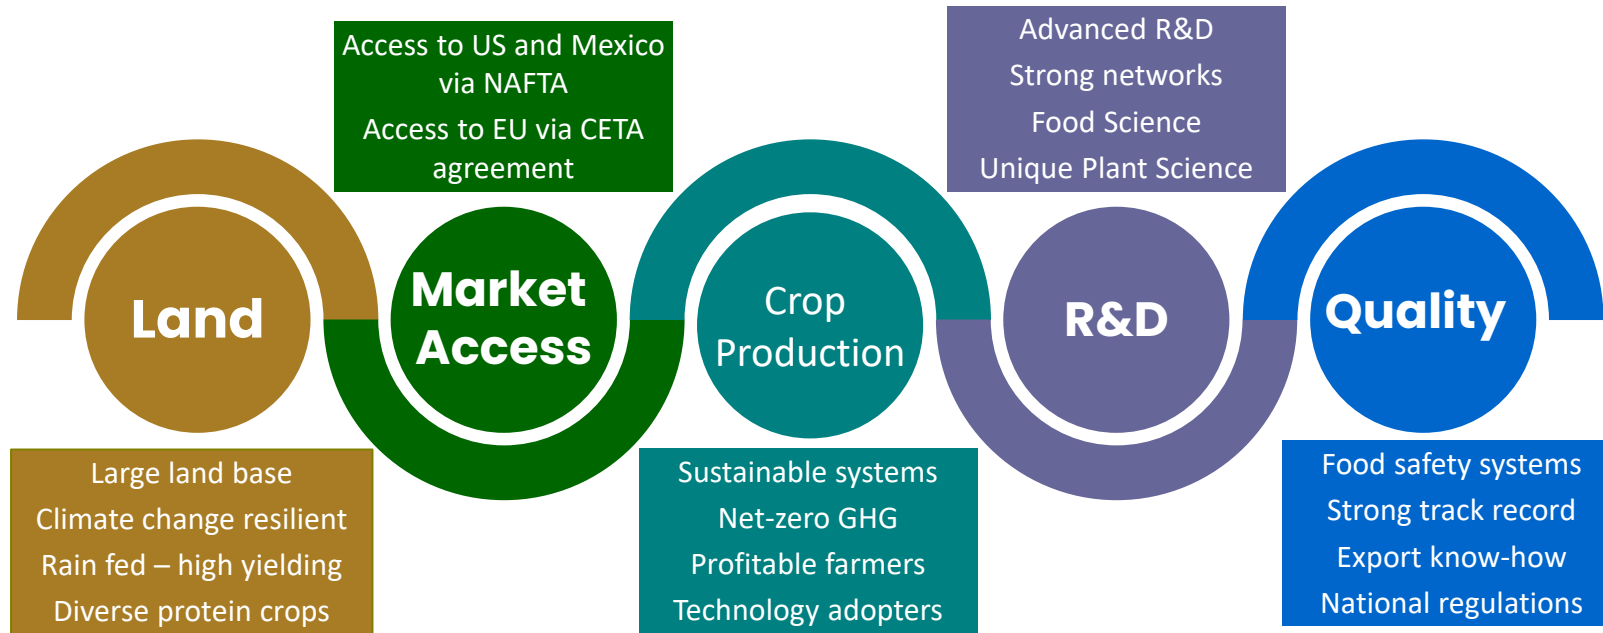 Land
Large land base
Climate change resilient
Rain fed – high yielding
Diverse protein crops
Access to US and Mexico
via NAFTA
Access to EU via CETA
agreement
Market
Access
Crop
Production
Sustainable systems
Net-zero GHG
Profitable farmers
Technology adopters
Advanced R&D
Strong networks
Food Science
Unique Plant Science
R&D
Quality
Food safety systems
Strong track record
Export know-how
National regulations